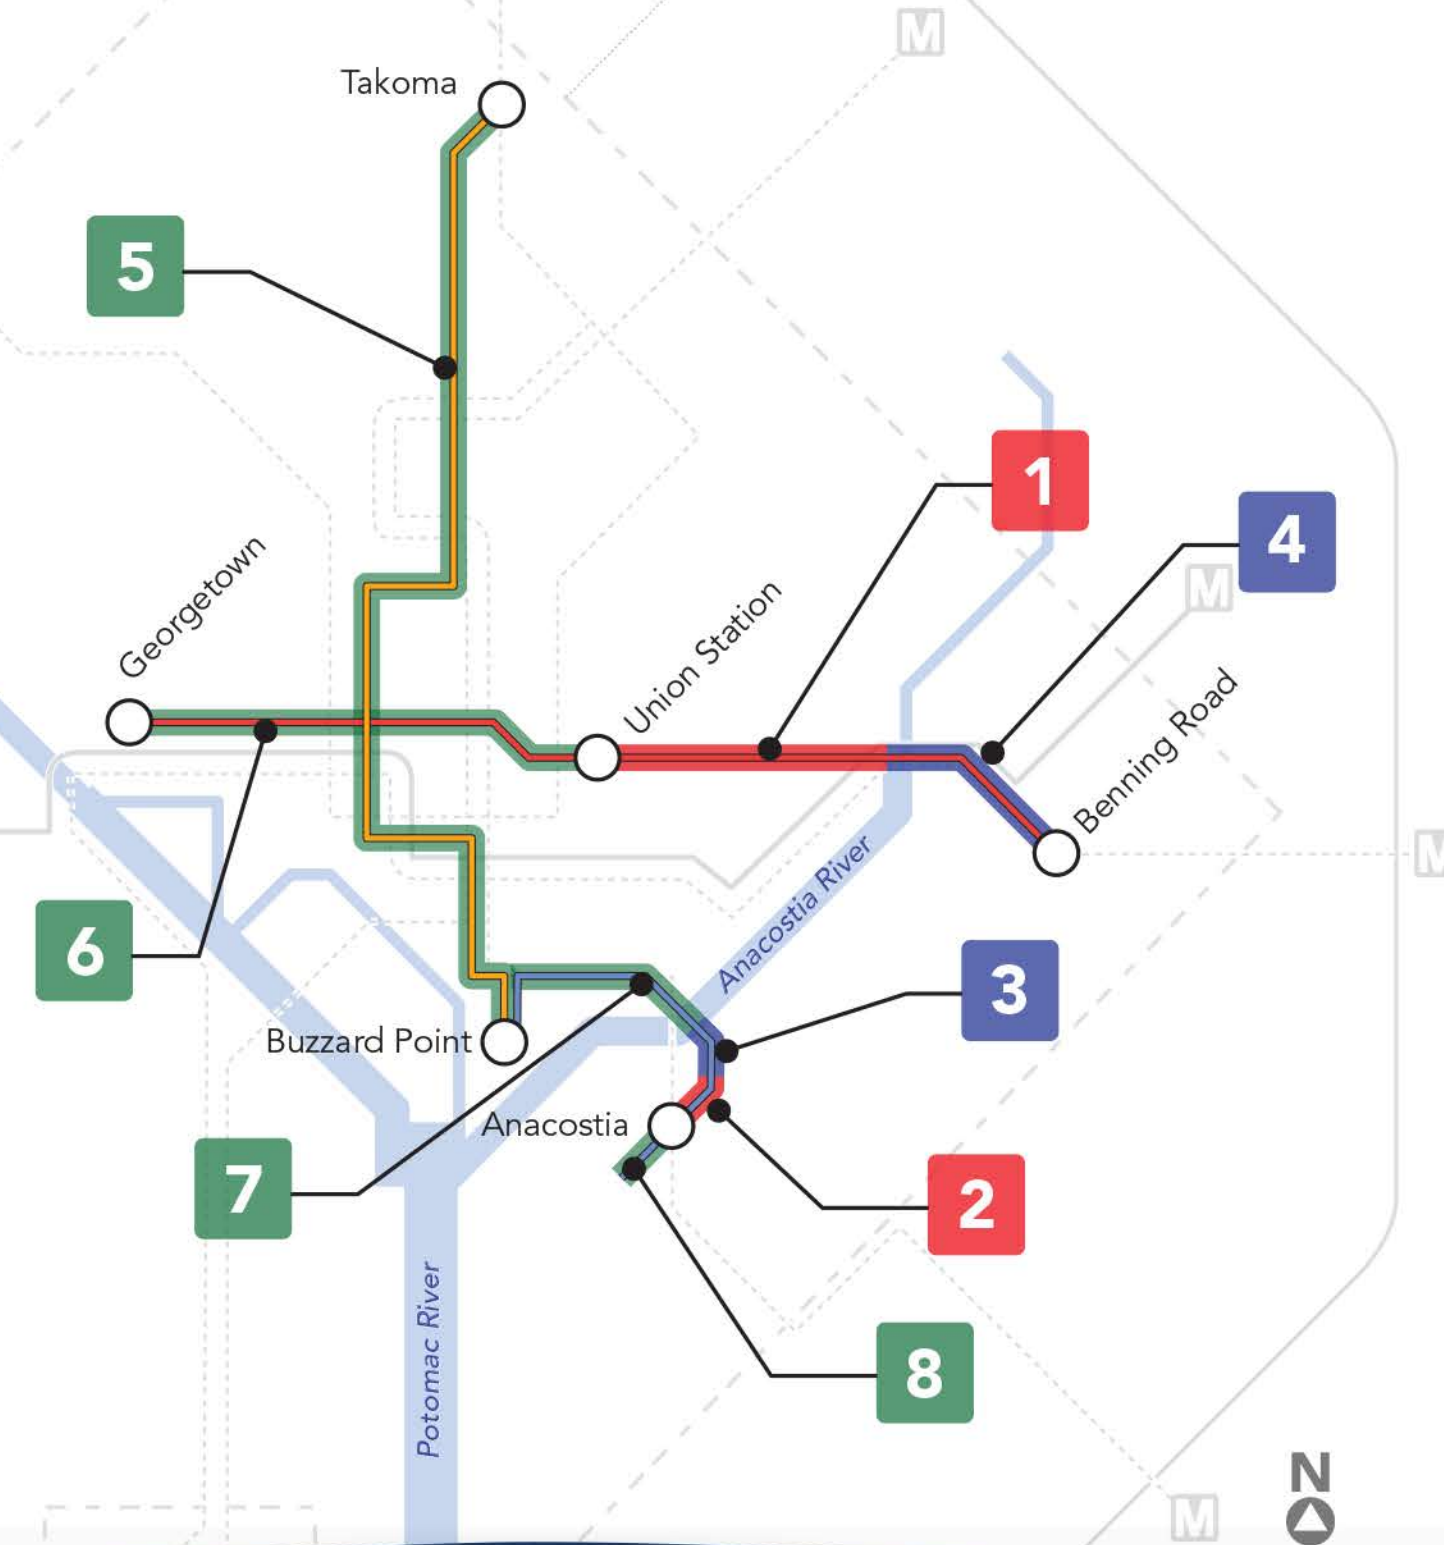 M
Takoma
5
1
4
M
Georgetown
Union Station
Benning Road
M
Anacostia River
6
3
Buzzard Point
Anacostia
7
2
Potomac River
8
N
M